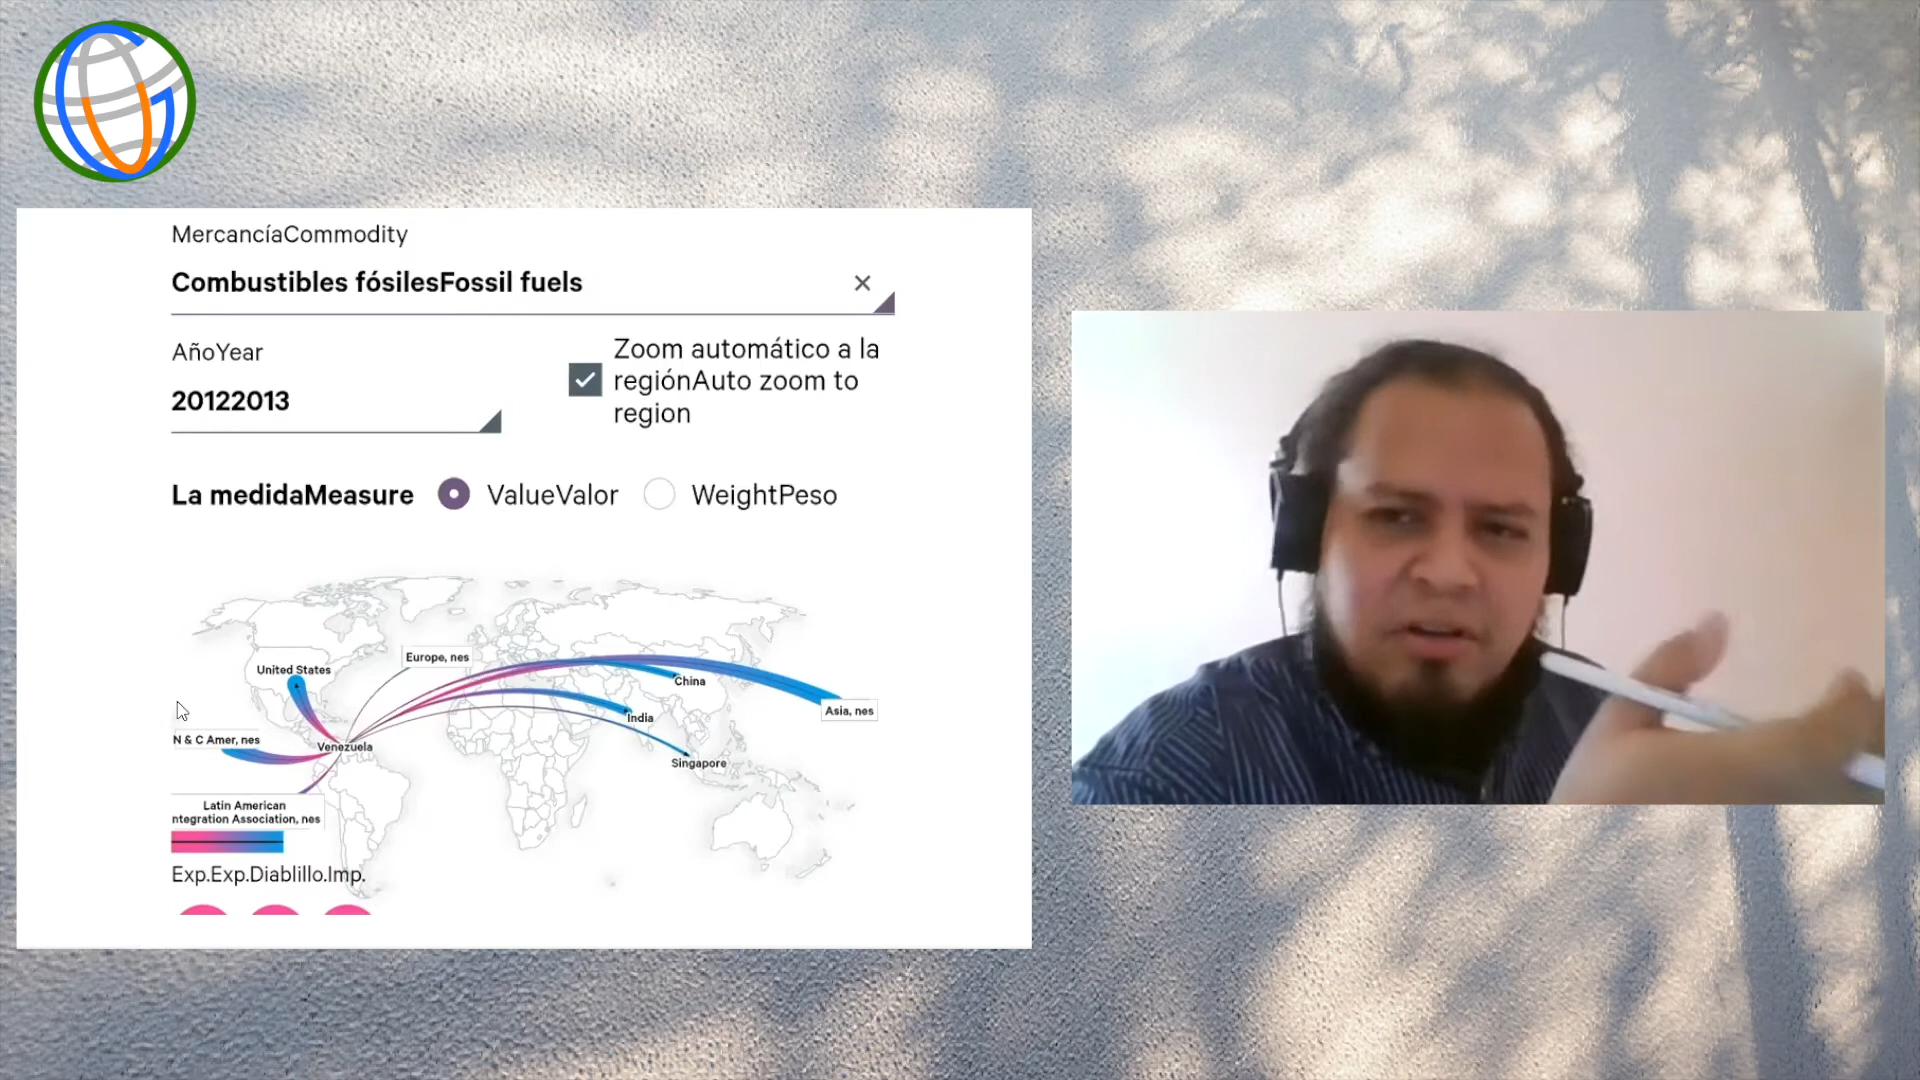 MercancíaCommodity
Combustibles fósilesFossil fuels
AñoYear
20122013
Zoom automático a la
regiónAuto zoom to
region
La medidaMeasure
ValueValor
WeightPeso
Europe, nes
United States
China
Asia, nes
India
N & C Amer, nes
Venezuela
Singapore
Latin American
ntegration Association, nes
Exp.Exp.Diablillo.Imp.